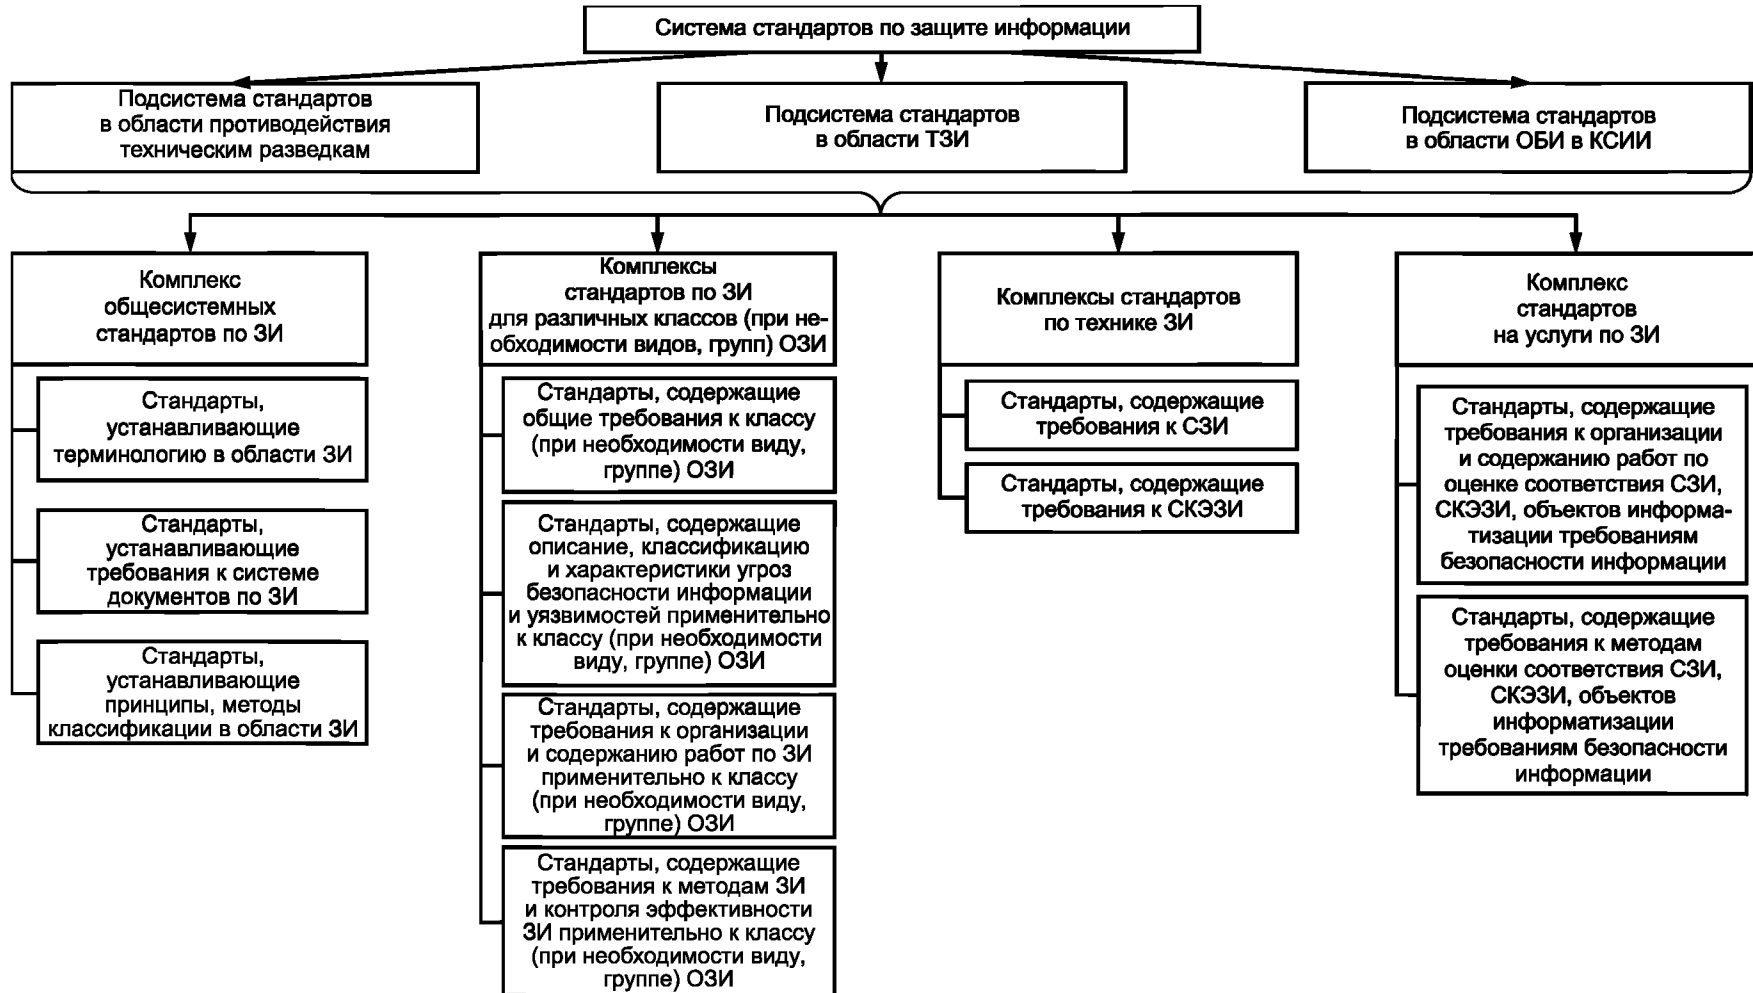 Система стандартов по защите информации
Подсистема стандартов
в области противодействия
техническим разведкам
Подсистема стандартов
в области ТЗИ
Подсистема стандартов
в области ОБИ в КСИИ
Комплекс
общесистемных
стандартов по ЗИ
Стандарты,
устанавливающие
терминологию в области ЗИ
Стандарты,
устанавливающие
требования к системе
документов по ЗИ
Стандарты,
устанавливающие
принципы, методы
классификации в области ЗИ
Комплексы
стандартов по ЗИ
для различных классов (при не-
обходимости видов, групп) ОЗИ
Стандарты, содержащие
общие требования к классу
(при необходимости виду,
группе) ОЗИ
Стандарты, содержащие
описание, классификацию
и характеристики угроз
безопасности информации
и уязвимостей применительно
к классу (при необходимости
виду, группе) ОЗИ
Стандарты, содержащие
требования к организации
и содержанию работ по ЗИ
применительно к классу
(при необходимости виду,
группе) ОЗИ
Стандарты, содержащие
требования к методам ЗИ
и контроля эффективности
ЗИ применительно к классу
(при необходимости виду,
группе) ОЗИ
Комплексы стандартов
по технике ЗИ
Стандарты, содержащие
требования к СЗИ
Стандарты, содержащие
требования к СКЭЗИ
Комплекс
стандартов
на услуги по ЗИ
Стандарты, содержащие
требования к организации
и содержанию работ по
оценке соответствия СЗИ,
СКЭЗИ, объектов информа-
тизации требованиям
безопасности информации
Стандарты, содержащие
требования к методам
оценки соответствия СЗИ,
СКЭЗИ, объектов
информатизации
требованиям безопасности
информации